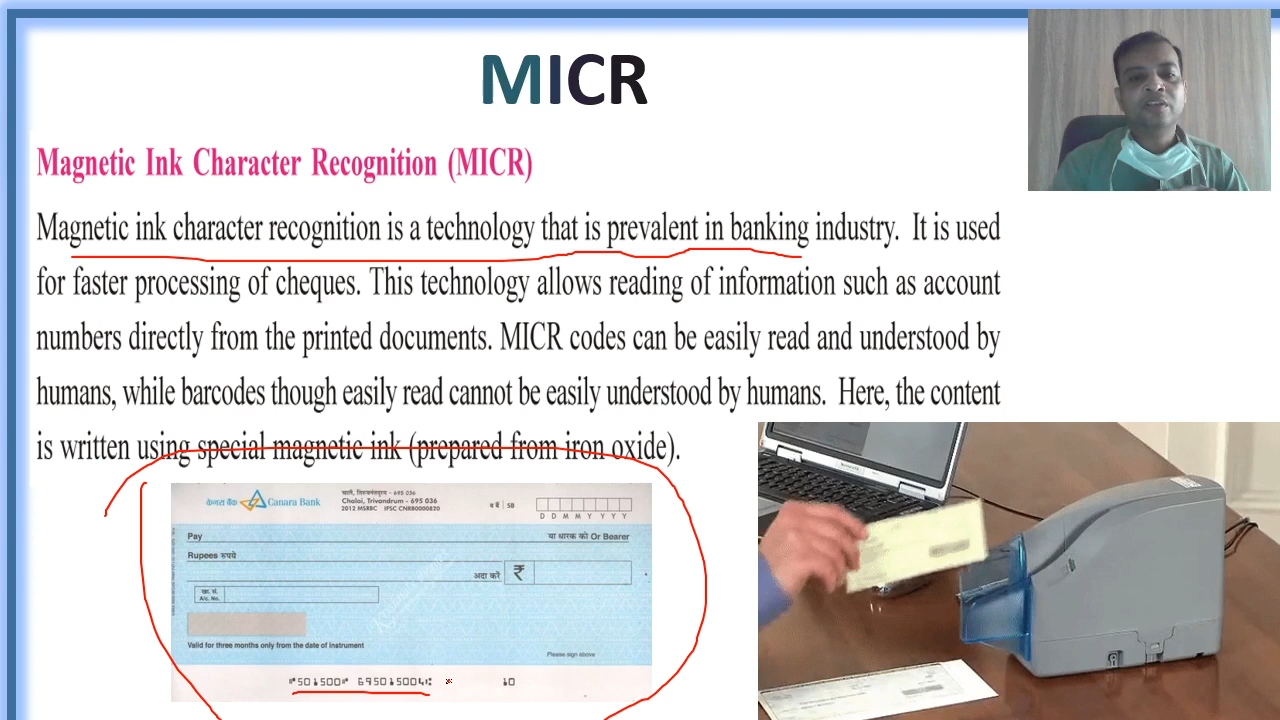 MICR
Magnetic Ink Character Recognition (MICR)
Magnetic ink character recognition is a technology that is prevalent in banking industry. It is used
for faster processing of cheques. This technology allows reading of information such as account
numbers directly from the printed documents. MICR codes can be easily read and understood by
humans, while barcodes though easily read cannot be easily understood by humans. Here, the content
is written using special magnetic ink (prepared from iron oxide).
केनरा बैंक Canara Bank
695 036
Chalai, Trivandrum - 695 036
2012 MSRBC IFSC CNRB0000820
SB
D D M M Y Y Y Y
Pay या धारक को Or Bearer
Rupees रुपये
अदा करें ₹
खा. सं.
A/c. No.
Valid for three months only from the date of instrument
Please sign above
⑈501500⑈ 695015004⑆ 10